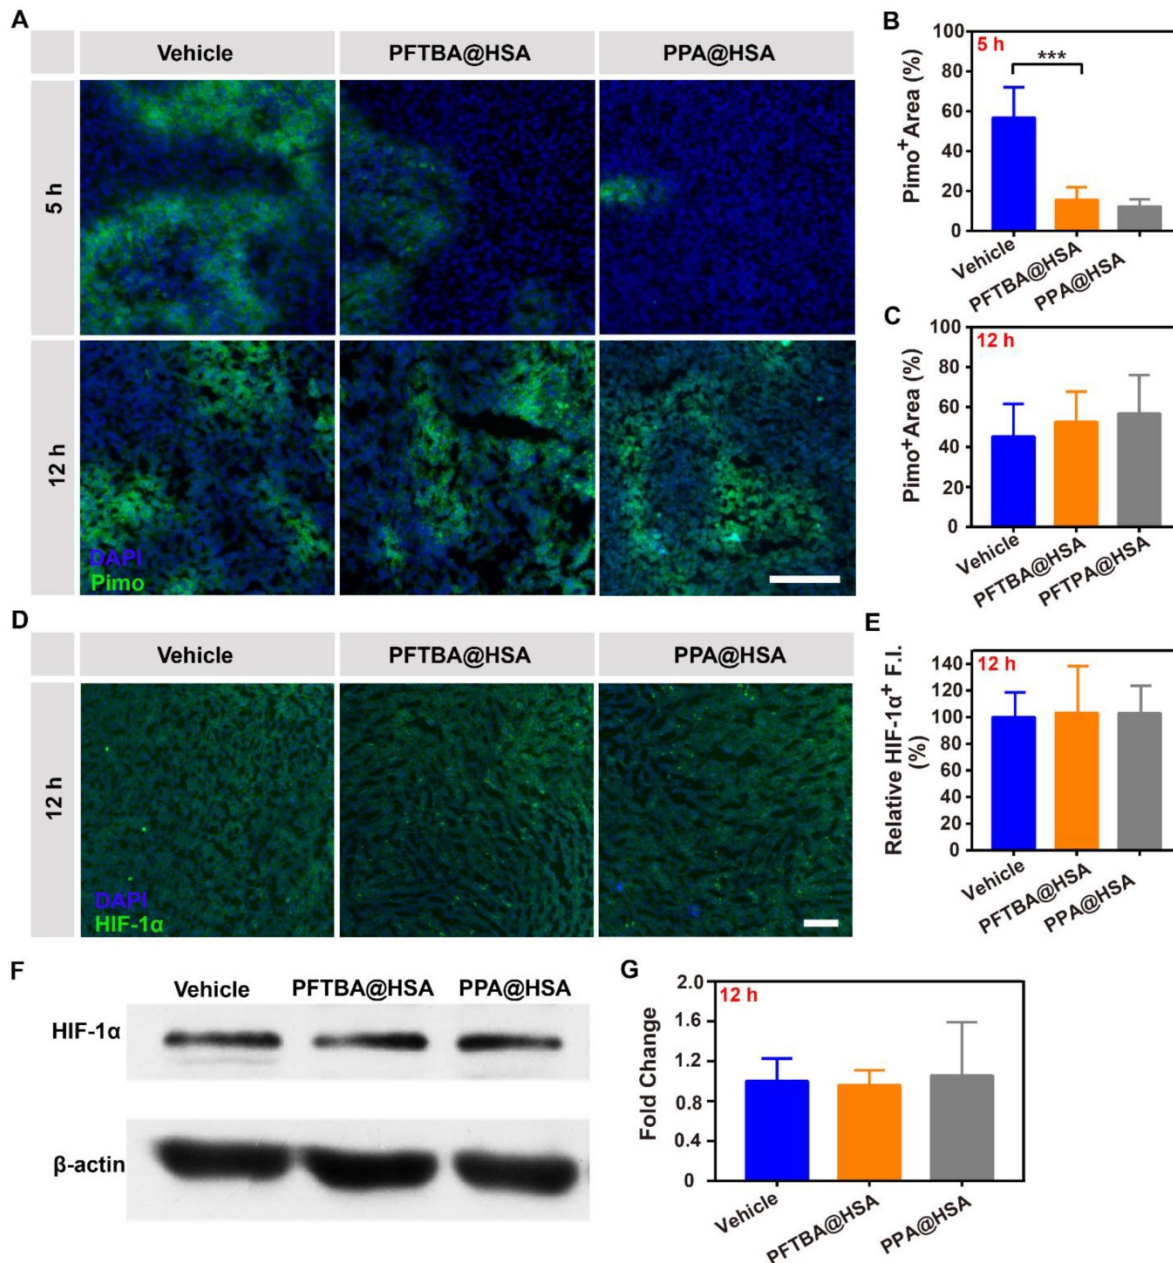 A
Vehicle
PFTBA@HSA
PPA@HSA
5 h
12 h
DAPI
Pimo
B
5 h
***
Pimo⁺Area (%)
100
80
60
40
20
0
Vehicle
PFTBA@HSA
PPA@HSA
C
12 h
Pimo⁺Area (%)
100
80
60
40
20
0
Vehicle
PFTBA@HSA
PFTPA@HSA
D
Vehicle
PFTBA@HSA
PPA@HSA
12 h
DAPI
HIF-1α
E
12 h
Relative HIF-1α⁺ F.I.
(%)
140
120
100
80
60
40
20
0
Vehicle
PFTBA@HSA
PPA@HSA
F
Vehicle
PFTBA@HSA
PPA@HSA
HIF-1α
β-actin
G
12 h
Fold Change
2.0
1.6
1.2
0.8
0.4
0
Vehicle
PFTBA@HSA
PPA@HSA